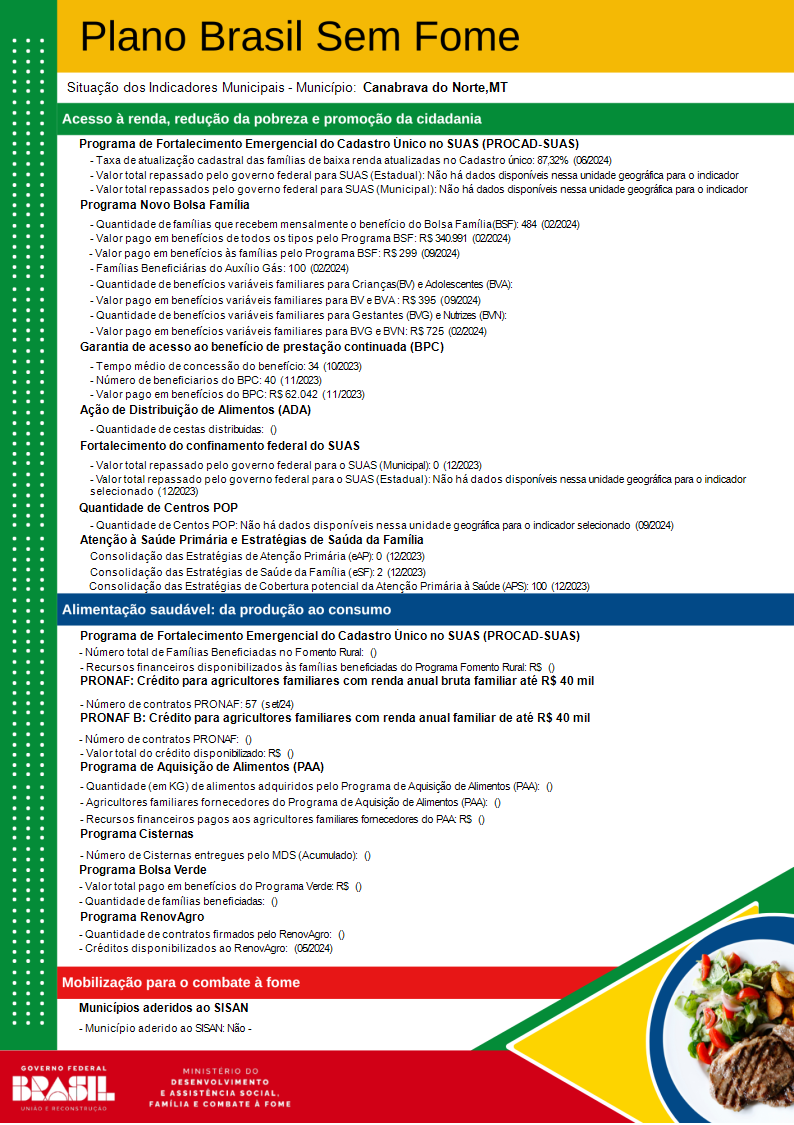 Plano Brasil Sem Fome
Situação dos Indicadores Municipais - Município: Canabrava do Norte,MT
Acesso à renda, redução da pobreza e promoção da cidadania
Programa de Fortalecimento Emergencial do Cadastro Único no SUAS (PROCAD-SUAS)
- Taxa de atualização cadastral das famílias de baixa renda atualizadas no Cadastro único: 87,32% (06/2024)
- Valor total repassado pelo governo federal para SUAS (Estadual): Não há dados disponíveis nessa unidade geográfica para o indicador
- Valor total repassados pelo governo federal para SUAS (Municipal): Não há dados disponíveis nessa unidade geográfica para o indicador
Programa Novo Bolsa Família
- Quantidade de famílias que recebem mensalmente o benefício do Bolsa Família(BSF): 484 (02/2024)
- Valor pago em benefícios de todos os tipos pelo Programa BSF: R$ 340.991 (02/2024)
- Valor pago em benefícios às famílias pelo Programa BSF: R$ 299 (09/2024)
- Famílias Beneficiárias do Auxílio Gás: 100 (02/2024)
- Quantidade de benefícios variáveis familiares para Crianças(BV) e Adolescentes (BVA):
- Valor pago em benefícios variáveis familiares para BV e BVA : R$ 395 (09/2024)
- Quantidade de benefícios variáveis familiares para Gestantes (BVG) e Nutrizes (BVN):
- Valor pago em benefícios variáveis familiares para BVG e BVN: R$ 725 (02/2024)
Garantia de acesso ao benefício de prestação continuada (BPC)
- Tempo médio de concessão do benefício: 34 (10/2023)
- Número de beneficiarios do BPC: 40 (11/2023)
- Valor pago em benefícios do BPC: R$ 62.042 (11/2023)
Ação de Distribuição de Alimentos (ADA)
- Quantidade de cestas distribuidas: ()
Fortalecimento do confinamento federal do SUAS
- Valor total repassado pelo governo federal para o SUAS (Municipal): 0 (12/2023)
- Valor total repassado pelo governo federal para o SUAS (Estadual): Não há dados disponíveis nessa unidade geográfica para o indicador
selecionado (12/2023)
Quantidade de Centros POP
- Quantidade de Centos POP: Não há dados disponíveis nessa unidade geográfica para o indicador selecionado (09/2024)
Atenção à Saúde Primária e Estratégias de Saúda da Família
Consolidação das Estratégias de Atenção Primária (eAP): 0 (12/2023)
Consolidação das Estratégias de Saúde da Família (eSF): 2 (12/2023)
Consolidação das Estratégias de Cobertura potencial da Atenção Primária à Saúde (APS): 100 (12/2023)
Alimentação saudável: da produção ao consumo
Programa de Fortalecimento Emergencial do Cadastro Único no SUAS (PROCAD-SUAS)
- Número total de Famílias Beneficiadas no Fomento Rural: ()
- Recursos financeiros disponibilizados às famílias beneficiadas do Programa Fomento Rural: R$ ()
PRONAF: Crédito para agricultores familiares com renda anual bruta familiar até R$ 40 mil
- Número de contratos PRONAF: 57 (set/24)
PRONAF B: Crédito para agricultores familiares com renda anual familiar de até R$ 40 mil
- Número de contratos PRONAF: ()
- Valor total do crédito disponibilizado: R$ ()
Programa de Aquisição de Alimentos (PAA)
- Quantidade (em KG) de alimentos adquiridos pelo Programa de Aquisição de Alimentos (PAA): ()
- Agricultores familiares fornecedores do Programa de Aquisição de Alimentos (PAA): ()
- Recursos financeiros pagos aos agricultores familiares fornecedores do PAA: R$ ()
Programa Cisternas
- Número de Cisternas entregues pelo MDS (Acumulado): ()
Programa Bolsa Verde
- Valor total pago em benefícios do Programa Verde: R$ ()
- Quantidade de famílias beneficiadas: ()
Programa RenovAgro
- Quantidade de contratos firmados pelo RenovAgro: ()
- Créditos disponibilizados ao RenovAgro: (05/2024)
Mobilização para o combate à fome
Municípios aderidos ao SISAN
- Município aderido ao SISAN: Não -
GOVERNO FEDERAL
BRASIL
UNIÃO E RECONSTRUÇÃO
MINISTÉRIO DO
DESENVOLVIMENTO
E ASSISTÊNCIA SOCIAL,
FAMÍLIA E COMBATE À FOME